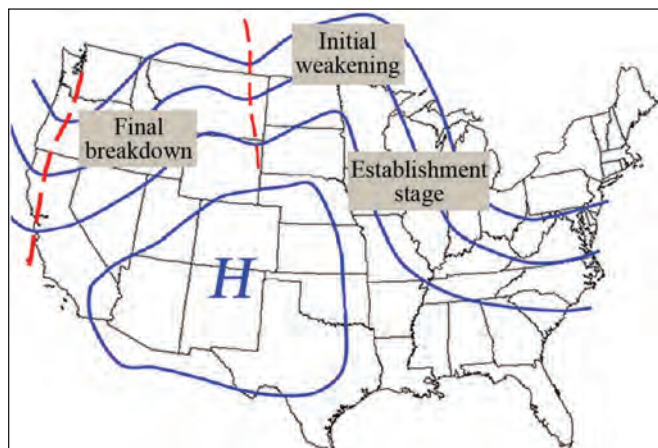 Initial
weakening
Final
breakdown
Establishment
stage
H